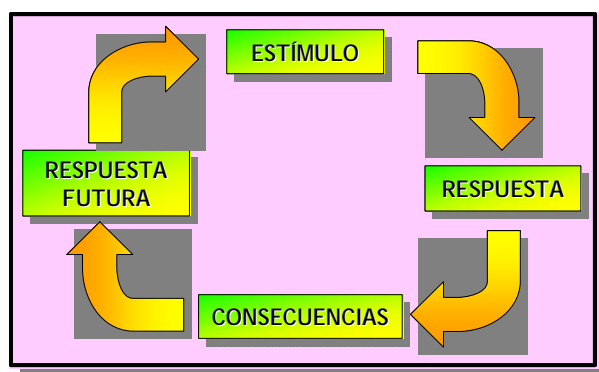 ESTÍMULO
RESPUESTA
CONSECUENCIAS
RESPUESTA
FUTURA